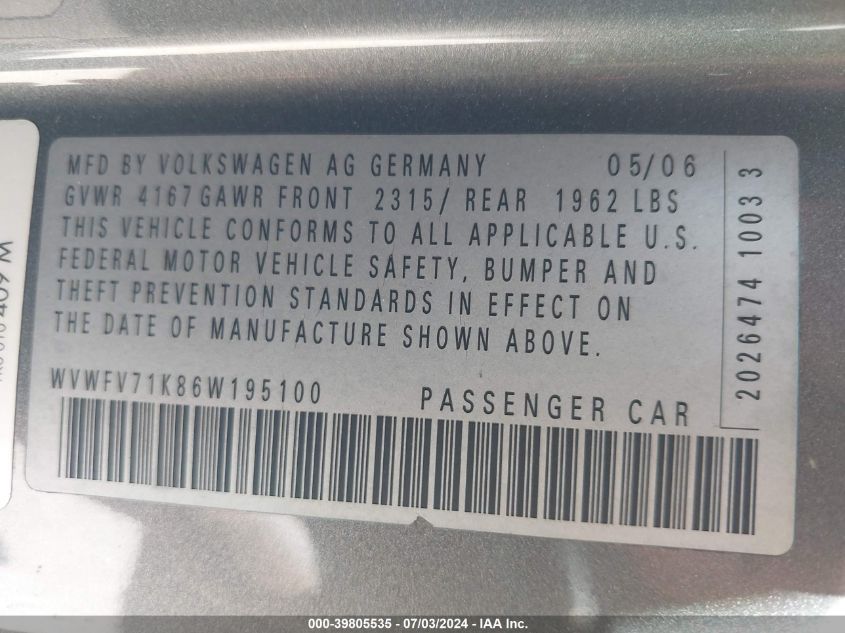 MFD BY VOLKSWAGEN AG GERMANY 05/06
GVWR 4167 GAWR FRONT 2315/ REAR 1962 LBS
THIS VEHICLE CONFORMS TO ALL APPLICABLE U.S.
FEDERAL MOTOR VEHICLE SAFETY, BUMPER AND
THEFT PREVENTION STANDARDS IN EFFECT ON
THE DATE OF MANUFACTURE SHOWN ABOVE.
WVWFV71K86W195100 PASSENGER CAR
2026474 1003 3
409 M
000-39805535 - 07/03/2024 - IAA Inc.